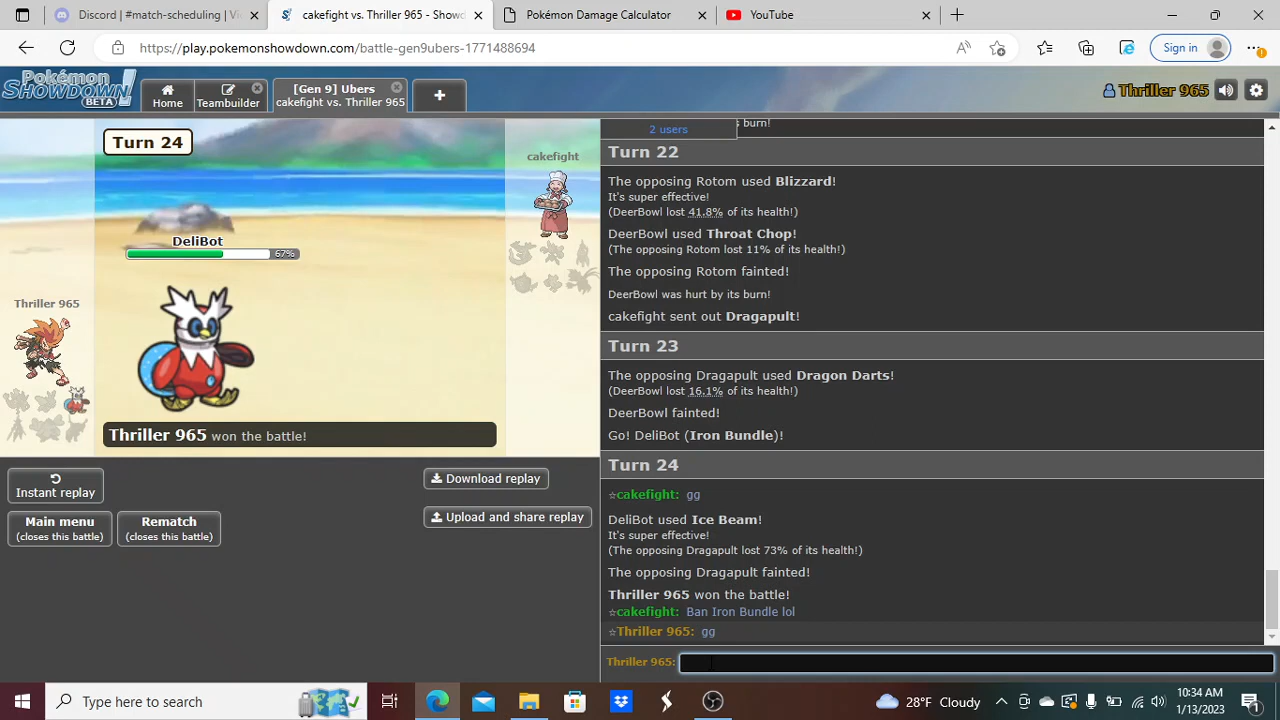 Discord | #match-scheduling | Vi
cakefight vs. Thriller 965 - Showd
Pokémon Damage Calculator
YouTube
https://play.pokemonshowdown.com/battle-gen9ubers-1771488694
Sign in
Pokémon
SHOWDOWN!
BETA
Home
Teambuilder
[Gen 9] Ubers
cakefight vs. Thriller 965
Thriller 965
Turn 24
cakefight
DeliBot
67%
Thriller 965
Thriller 965 won the battle!
Instant replay
Download replay
Main menu
(closes this battle)
Rematch
(closes this battle)
Upload and share replay
2 users
burn!
Turn 22
The opposing Rotom used Blizzard!
It's super effective!
(DeerBowl lost 41.8% of its health!)
DeerBowl used Throat Chop!
(The opposing Rotom lost 11% of its health!)
The opposing Rotom fainted!
DeerBowl was hurt by its burn!
cakefight sent out Dragapult!
Turn 23
The opposing Dragapult used Dragon Darts!
(DeerBowl lost 16.1% of its health!)
DeerBowl fainted!
Go! DeliBot (Iron Bundle)!
Turn 24
☆cakefight: gg
DeliBot used Ice Beam!
It's super effective!
(The opposing Dragapult lost 73% of its health!)
The opposing Dragapult fainted!
Thriller 965 won the battle!
☆cakefight: Ban Iron Bundle lol
☆Thriller 965: gg
Thriller 965:
Type here to search
28°F Cloudy
10:34 AM
1/13/2023
1